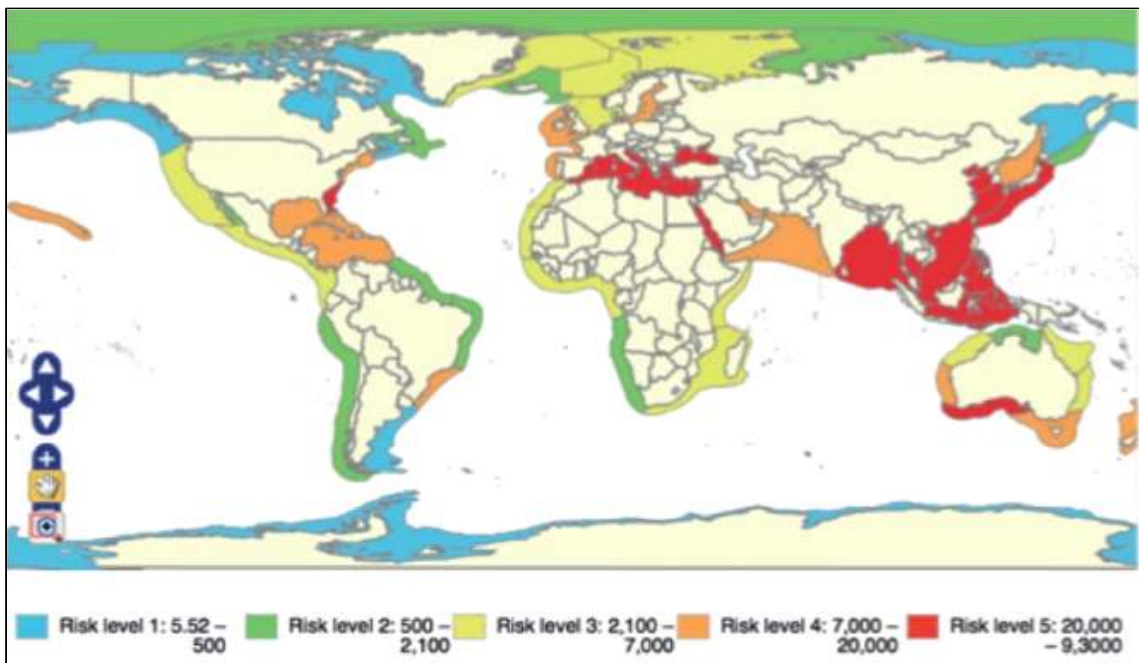 Risk level 1: 5.52 – Risk level 2: 500 – Risk level 3: 2,100 – Risk level 4: 7,000 – Risk level 5: 20,000
500 2,100 7,000 20,000 – 9,3000